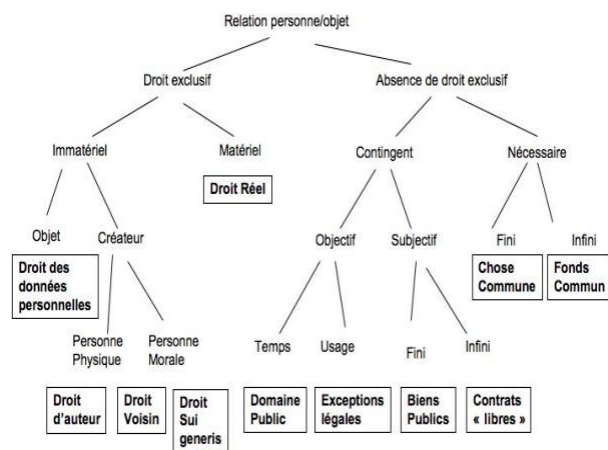 Relation personne/objet
Droit exclusif
Absence de droit exclusif
Immatériel
Matériel
Contingent
Nécessaire
Droit Réel
Objet
Créateur
Objectif
Subjectif
Fini
Infini
Droit des
données
personnelles
Chose
Commune
Fonds
Commun
Personne
Physique
Personne
Morale
Temps
Usage
Fini
Infini
Droit
d'auteur
Droit
Voisin
Droit
Sui
generis
Domaine
Public
Exceptions
légales
Biens
Publics
Contrats
« libres »